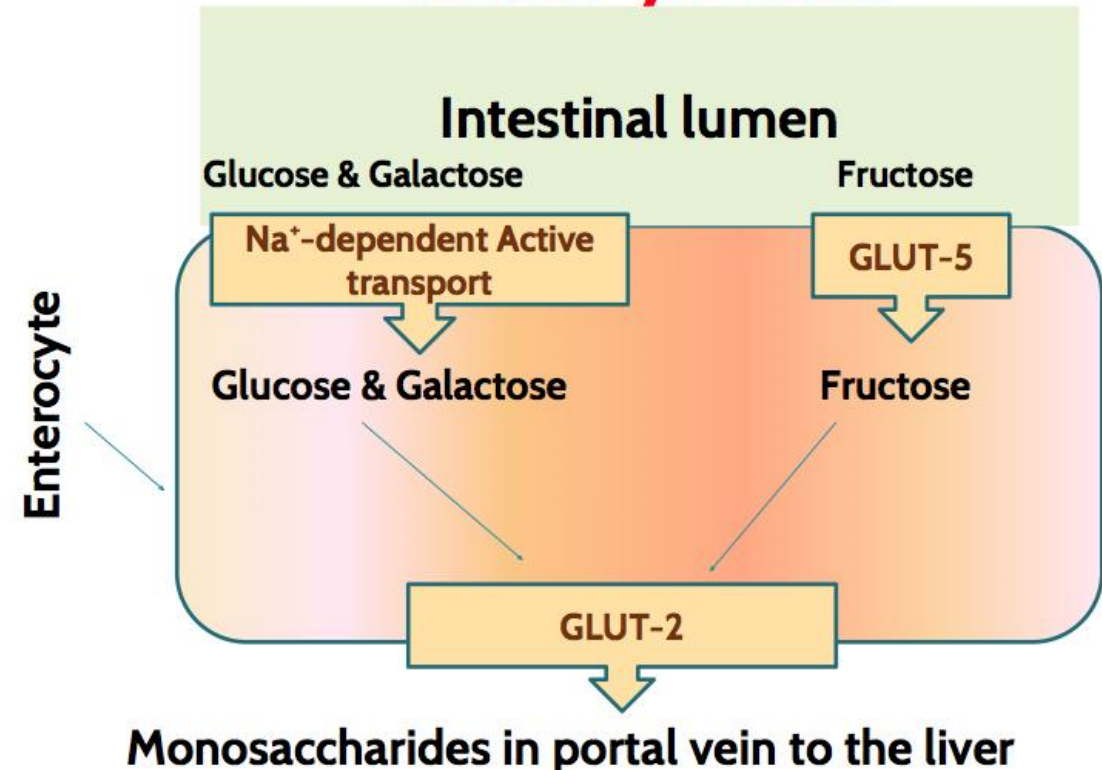 Intestinal lumen
Glucose & Galactose
Fructose
Na⁺-dependent Active
transport
GLUT-5
Enterocyte
Glucose & Galactose
Fructose
GLUT-2
Monosaccharides in portal vein to the liver